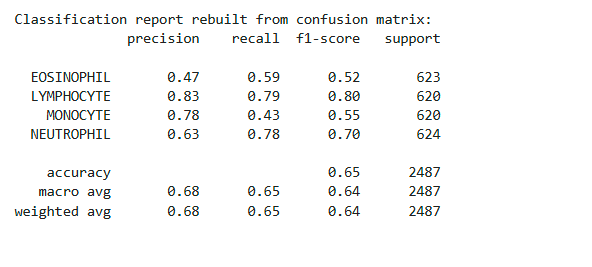 Classification report rebuilt from confusion matrix:
precision recall f1-score support
EOSINOPHIL 0.47 0.59 0.52 623
LYMPHOCYTE 0.83 0.79 0.80 620
MONOCYTE 0.78 0.43 0.55 620
NEUTROPHIL 0.63 0.78 0.70 624
accuracy 0.65 2487
macro avg 0.68 0.65 0.64 2487
weighted avg 0.68 0.65 0.64 2487